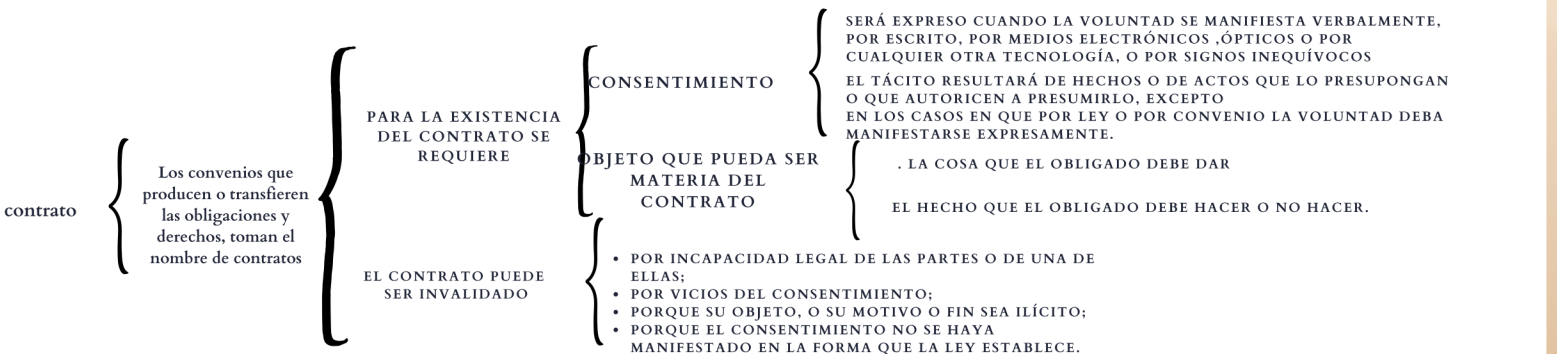 contrato
Los convenios que
producen o transfieren
las obligaciones y
derechos, toman el
nombre de contratos
PARA LA EXISTENCIA
DEL CONTRATO SE
REQUIERE
CONSENTIMIENTO
SERÁ EXPRESO CUANDO LA VOLUNTAD SE MANIFIESTA VERBALMENTE,
POR ESCRITO, POR MEDIOS ELECTRÓNICOS ,ÓPTICOS O POR
CUALQUIER OTRA TECNOLOGÍA, O POR SIGNOS INEQUÍVOCOS
EL TÁCITO RESULTARÁ DE HECHOS O DE ACTOS QUE LO PRESUPONGAN
O QUE AUTORICEN A PRESUMIRLO, EXCEPTO
EN LOS CASOS EN QUE POR LEY O POR CONVENIO LA VOLUNTAD DEBA
MANIFESTARSE EXPRESAMENTE.
OBJETO QUE PUEDA SER
MATERIA DEL
CONTRATO
. LA COSA QUE EL OBLIGADO DEBE DAR
EL HECHO QUE EL OBLIGADO DEBE HACER O NO HACER.
EL CONTRATO PUEDE
SER INVALIDADO
• POR INCAPACIDAD LEGAL DE LAS PARTES O DE UNA DE
ELLAS;
• POR VICIOS DEL CONSENTIMIENTO;
• PORQUE SU OBJETO, O SU MOTIVO O FIN SEA ILÍCITO;
• PORQUE EL CONSENTIMIENTO NO SE HAYA
MANIFESTADO EN LA FORMA QUE LA LEY ESTABLECE.